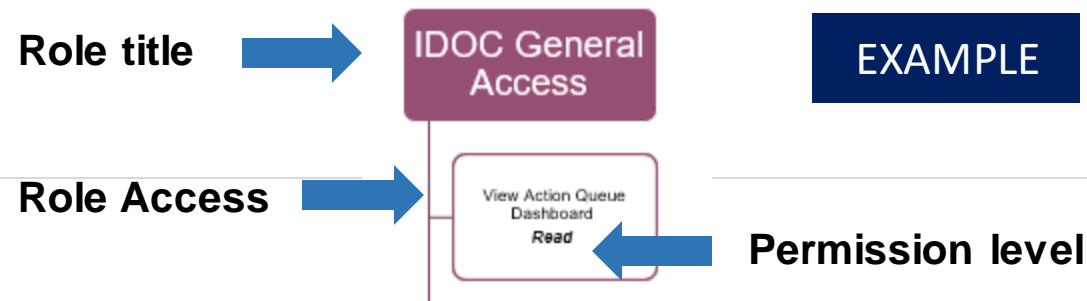 Role title
IDOC General
Access
EXAMPLE
Role Access
View Action Queue
Dashboard
Read
Permission level